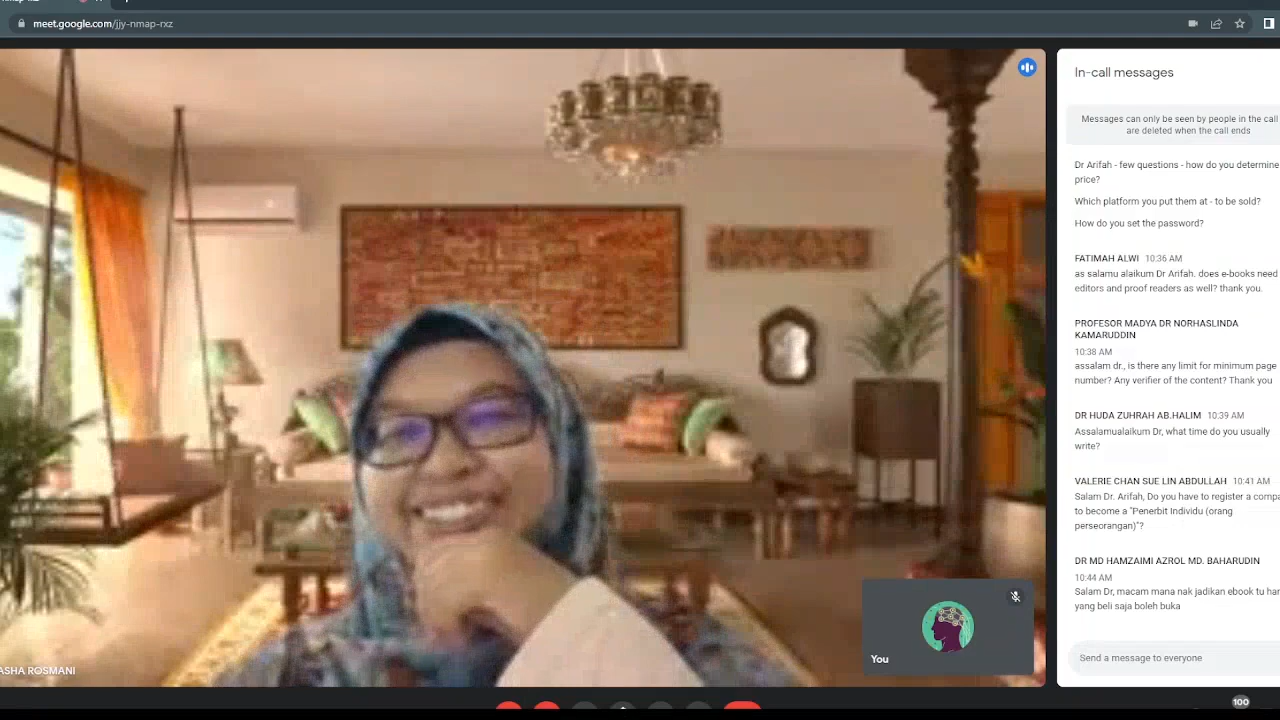 meet.google.com/jjy-nmap-rxz
In-call messages
Messages can only be seen by people in the call
are deleted when the call ends
Dr Arifah - few questions - how do you determine
price?
Which platform you put them at - to be sold?
How do you set the password?
FATIMAH ALWI 10:36 AM
as salamu alaikum Dr Arifah. does e-books need
editors and proof readers as well? thank you.
PROFESOR MADYA DR NORHASLINDA
KAMARUDDIN
10:38 AM
assalam dr., is there any limit for minimum page
number? Any verifier of the content? Thank you
DR HUDA ZUHRAH AB.HALIM 10:39 AM
Assalamualaikum Dr, what time do you usually
write?
VALERIE CHAN SUE LIN ABDULLAH 10:41 AM
Salam Dr. Arifah, Do you have to register a compa
to become a "Penerbit Individu (orang
perseorangan)"?
DR MD HAMZAIMI AZROL MD. BAHARUDIN
10:44 AM
Salam Dr, macam mana nak jadikan ebook tu han
yang beli saja boleh buka
Send a message to everyone
ASHA ROSMANI
You
100